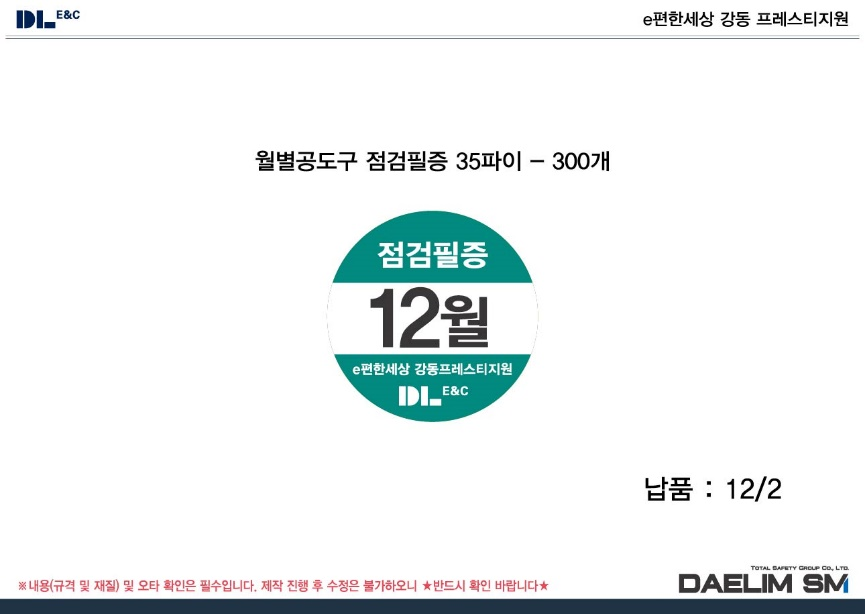 DL E&C
e편한세상 강동 프레스티지원
월별공도구 점검필증 35파이 – 300개
점검필증
12월
e편한세상 강동프레스티지원
DL E&C
납품 : 12/2
※내용(규격 및 재질) 및 오타 확인은 필수입니다. 제작 진행 후 수정은 불가하오니 ★반드시 확인 바랍니다★
TOTAL SAFETY GROUP CO., LTD.
DAELIM SM